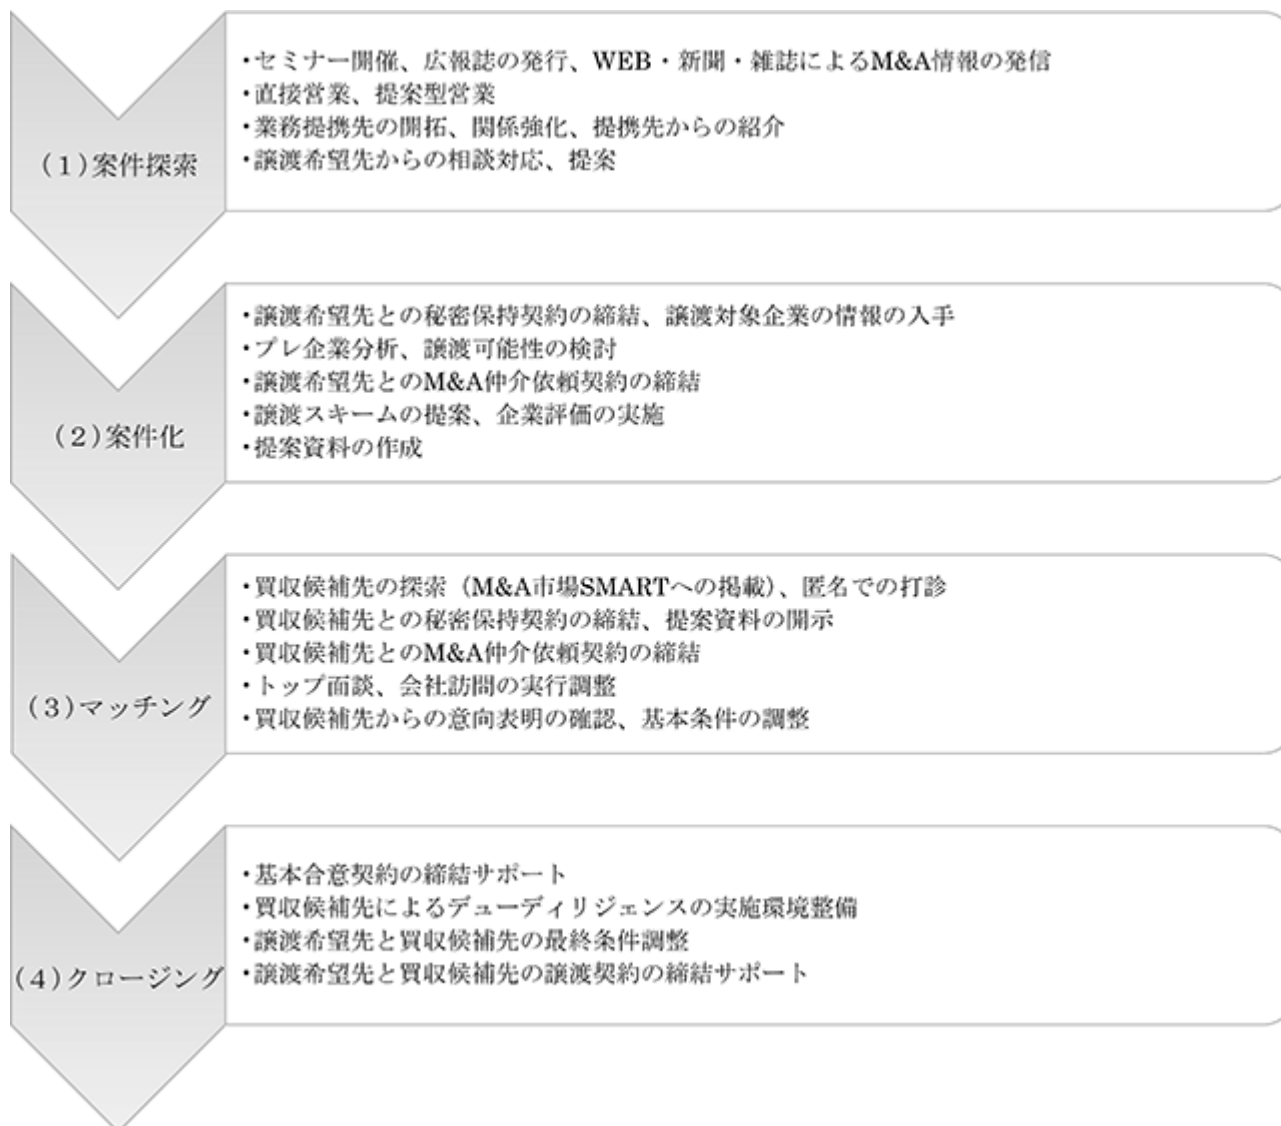 (1)案件探索
・セミナー開催、広報誌の発行、WEB・新聞・雑誌によるM&A情報の発信
・直接営業、提案型営業
・業務提携先の開拓、関係強化、提携先からの紹介
・譲渡希望先からの相談対応、提案
(2)案件化
・譲渡希望先との秘密保持契約の締結、譲渡対象企業の情報の入手
・プレ企業分析、譲渡可能性の検討
・譲渡希望先とのM&A仲介依頼契約の締結
・譲渡スキームの提案、企業評価の実施
・提案資料の作成
(3)マッチング
・買収候補先の探索（M&A市場SMARTへの掲載）、匿名での打診
・買収候補先との秘密保持契約の締結、提案資料の開示
・買収候補先とのM&A仲介依頼契約の締結
・トップ面談、会社訪問の実行調整
・買収候補先からの意向表明の確認、基本条件の調整
(4)クロージング
・基本合意契約の締結サポート
・買収候補先によるデューディリジェンスの実施環境整備
・譲渡希望先と買収候補先の最終条件調整
・譲渡希望先と買収候補先の譲渡契約の締結サポート